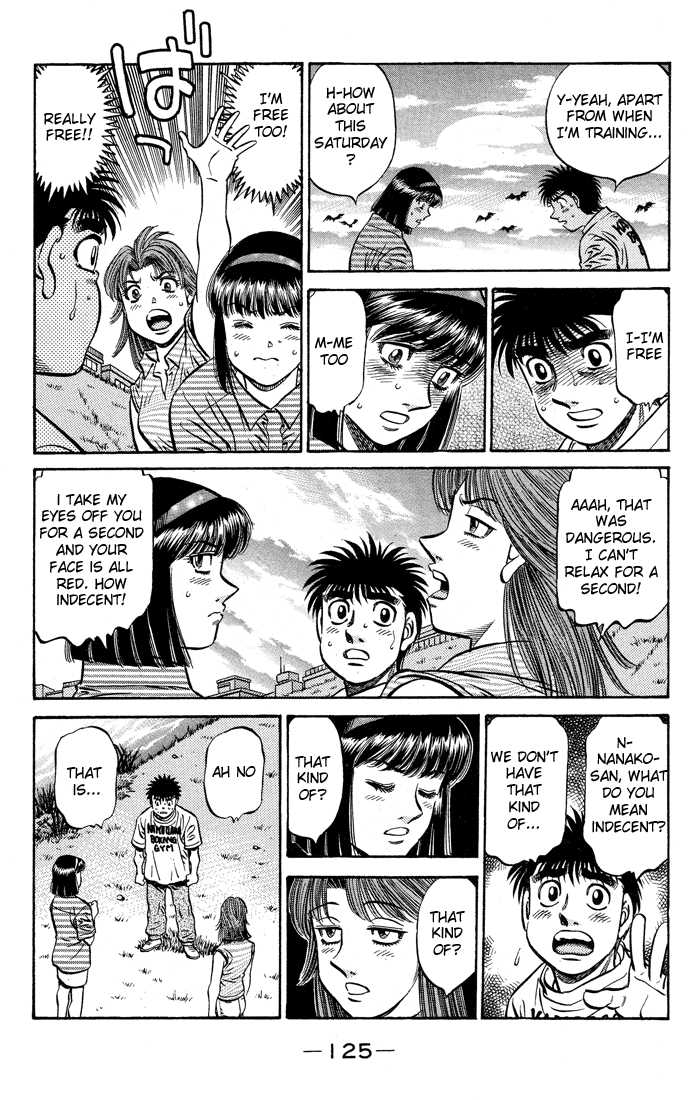 Y-YEAH, APART
FROM WHEN
I'M TRAINING...
H-HOW
ABOUT
THIS
SATURDAY
?
ばっ
I'M
FREE
TOO!
REALLY
FREE!!
I-I'M
FREE
M-ME
TOO
AAAH, THAT
WAS
DANGEROUS.
I CAN'T
RELAX FOR A
SECOND!
I TAKE MY
EYES OFF YOU
FOR A SECOND
AND YOUR
FACE IS ALL
RED. HOW
INDECENT!
N-
NANAKO-
SAN, WHAT
DO YOU
MEAN
INDECENT?
WE DON'T
HAVE
THAT
KIND
OF...
THAT
KIND
OF?
THAT
KIND
OF?
AH NO
THAT
IS...
KAMOGAWA
BOXING
GYM
—125—